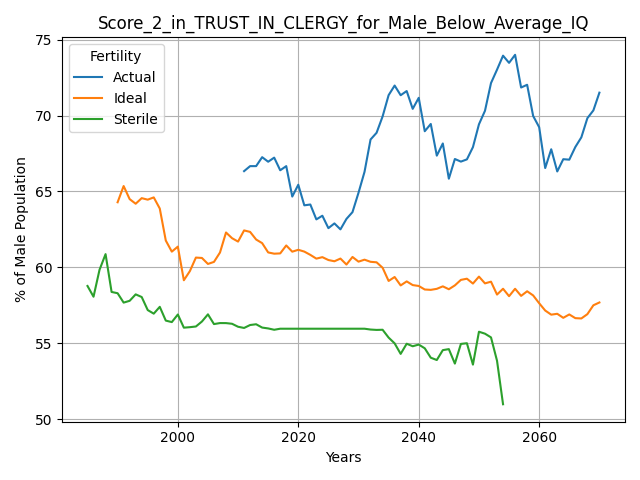 Score_2_in_TRUST_IN_CLERGY_for_Male_Below_Average_IQ
Fertility
Actual
Ideal
Sterile
% of Male Population
75
70
65
60
55
50
2000
2020
2040
2060
Years